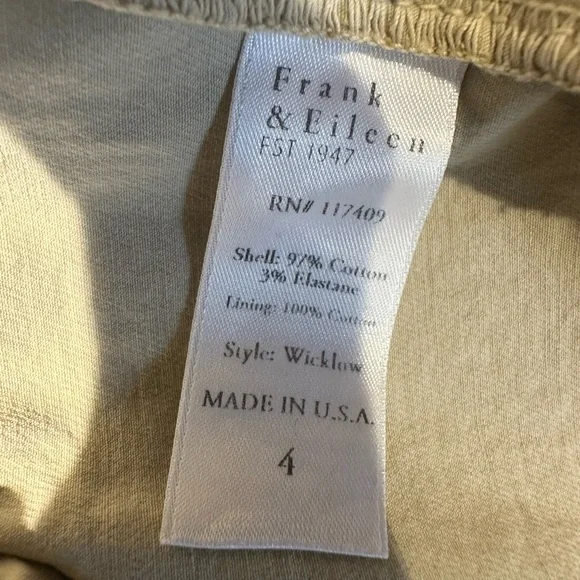 Frank
& Eileen
EST 1947
RN# 117409
Shell: 97% Cotton
3% Elastane
Lining: 100% Cotton
Style: Wicklow
MADE IN U.S.A.
4